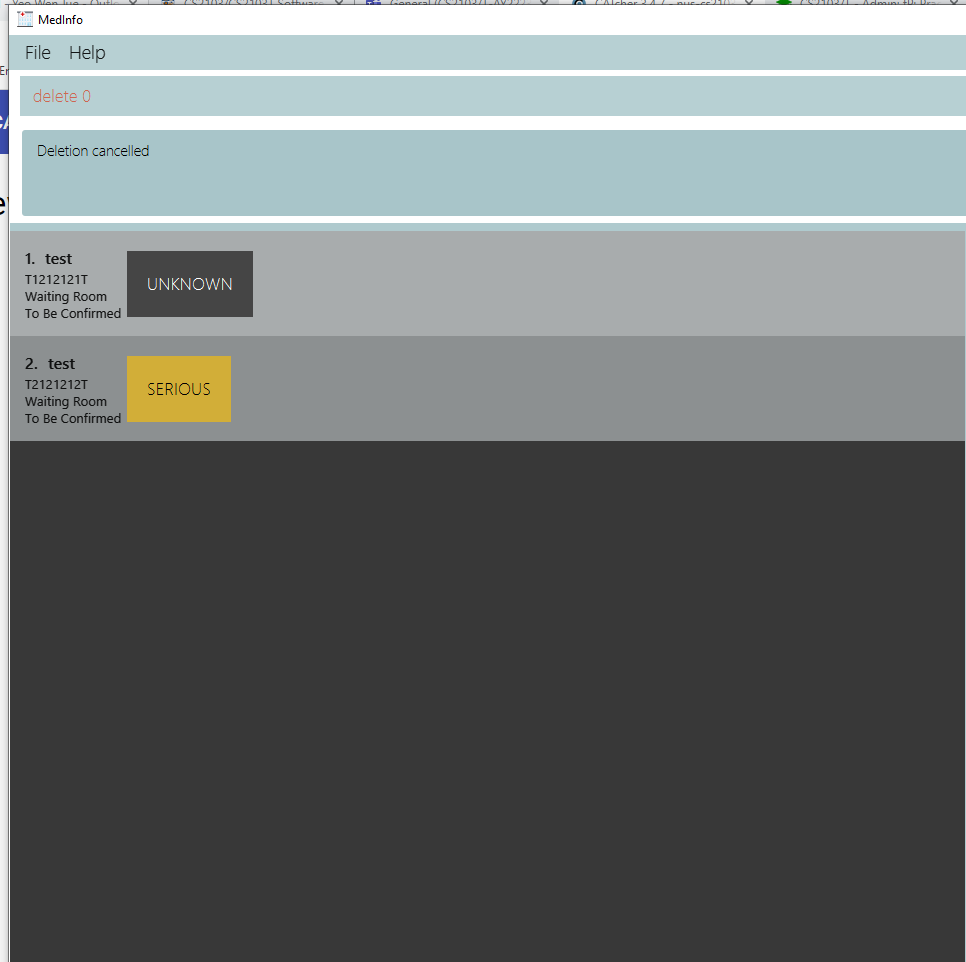 MedInfo
File Help
delete 0
Deletion cancelled
1. test
T1212121T
Waiting Room
To Be Confirmed
UNKNOWN
2. test
T2121212T
Waiting Room
To Be Confirmed
SERIOUS